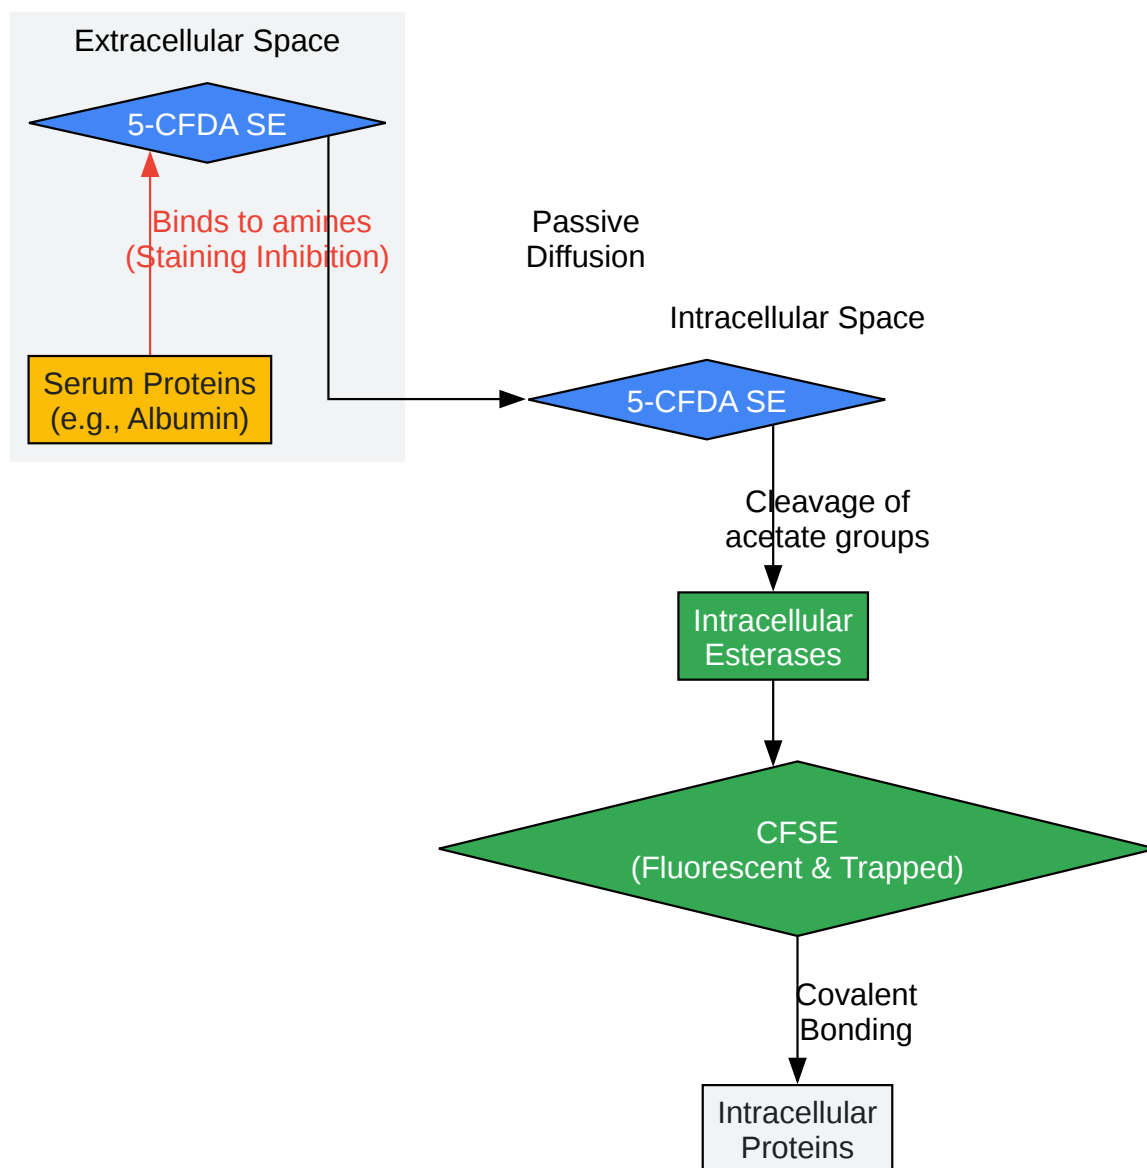 Extracellular Space
5-CFDA SE
Binds to amines
(Staining Inhibition)
Passive
Diffusion
Serum Proteins
(e.g., Albumin)
Intracellular Space
5-CFDA SE
Cleavage of
acetate groups
Intracellular
Esterases
CFSE
(Fluorescent & Trapped)
Covalent
Bonding
Intracellular
Proteins